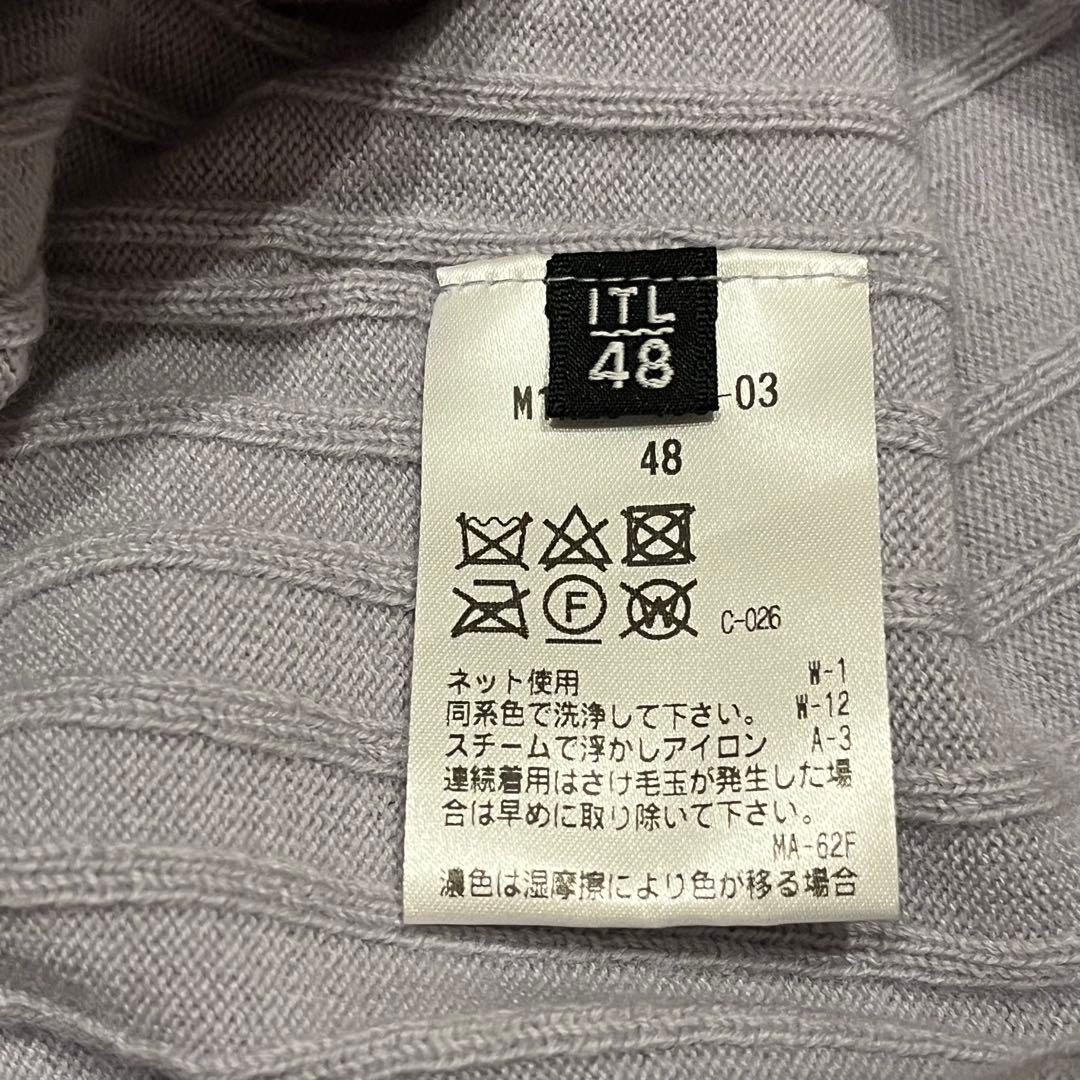 ITL
48
-03
48
F
W
C-026
ネット使用 W-1
同系色で洗浄して下さい。 W-12
スチームで浮かしアイロン A-3
連続着用はさけ毛玉が発生した場
合は早めに取り除いて下さい。
MA-62F
濃色は湿摩擦により色が移る場合